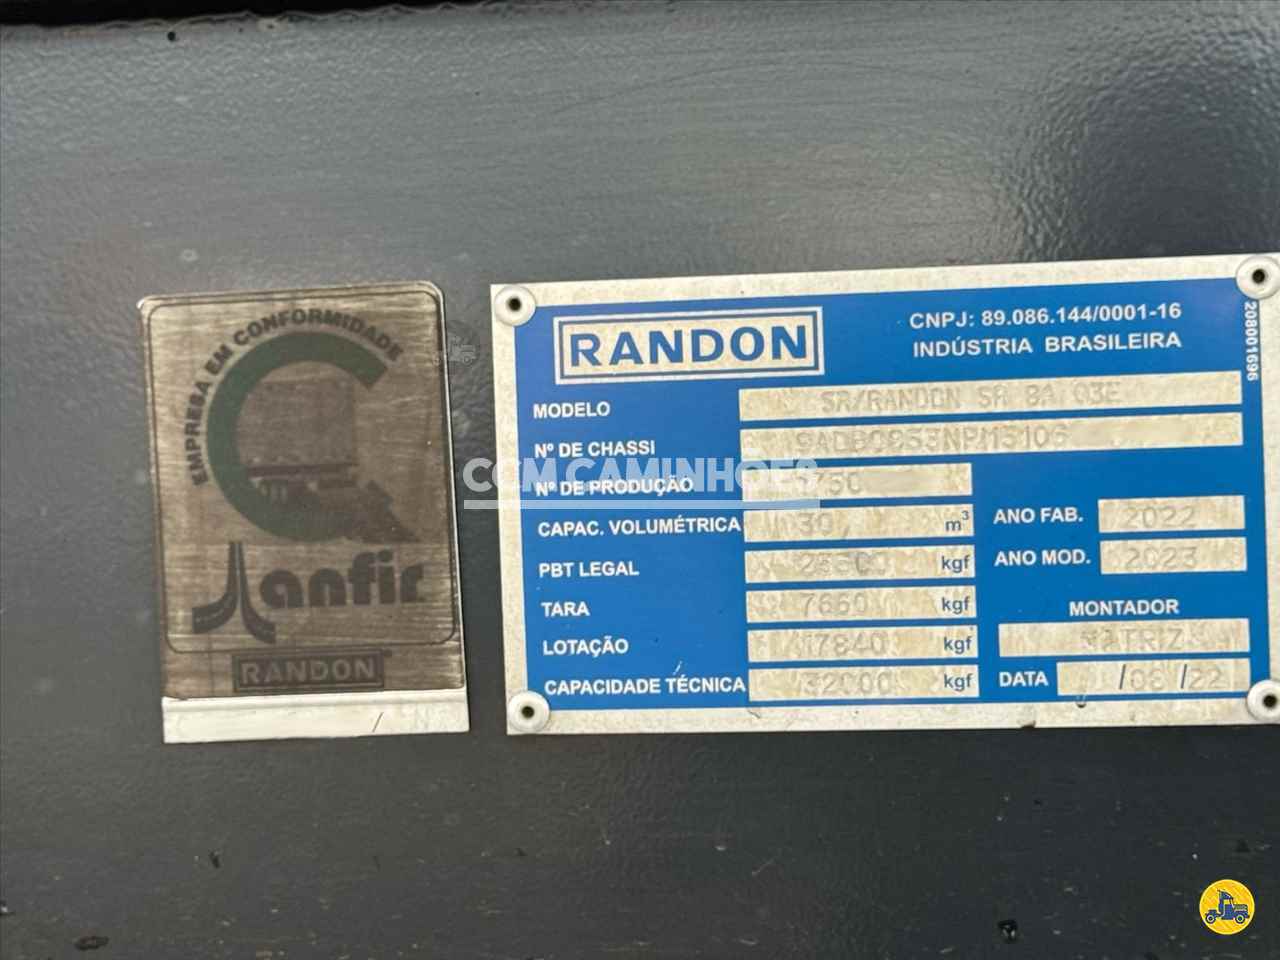 EMPRESA EM CONFORMIDADE
anfir
RANDON
RANDON
CNPJ: 89.086.144/0001-16
INDÚSTRIA BRASILEIRA
208001696
MODELO SR/RANDON SR BA 03E
Nº DE CHASSI
CCM CAMINHOES
Nº DE PRODUÇÃO
CAPAC. VOLUMÉTRICA 30 m³
ANO FAB. 2022
PBT LEGAL 25500 kgf
ANO MOD. 2023
TARA 7660 kgf
MONTADOR
LOTAÇÃO 17840 kgf
MATRIZ
CAPACIDADE TÉCNICA 32000 kgf
DATA /08/22